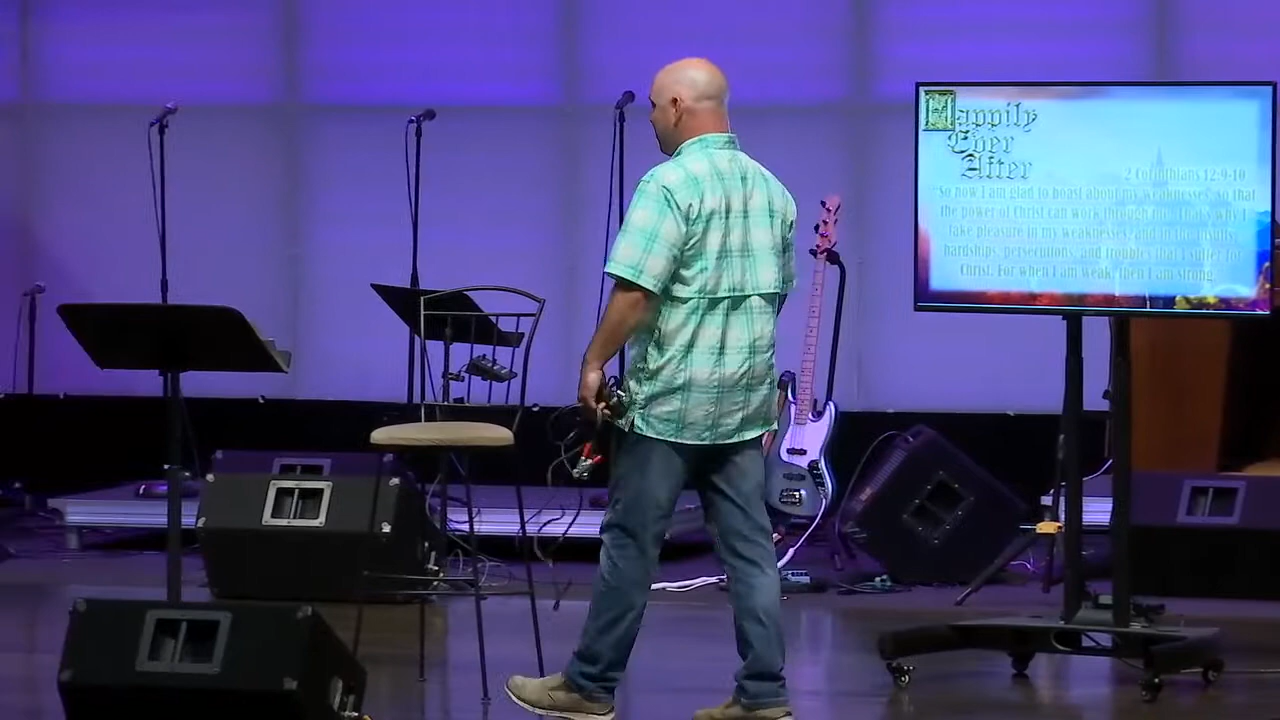 Happily
Ever
After
2 Corinthians 12:9-10
"So now I am glad to boast about my weaknesses, so that
the power of Christ can work through me. That's why I
take pleasure in my weaknesses, and in the insults,
hardships, persecutions, and troubles that I suffer for
Christ. For when I am weak, then I am strong.